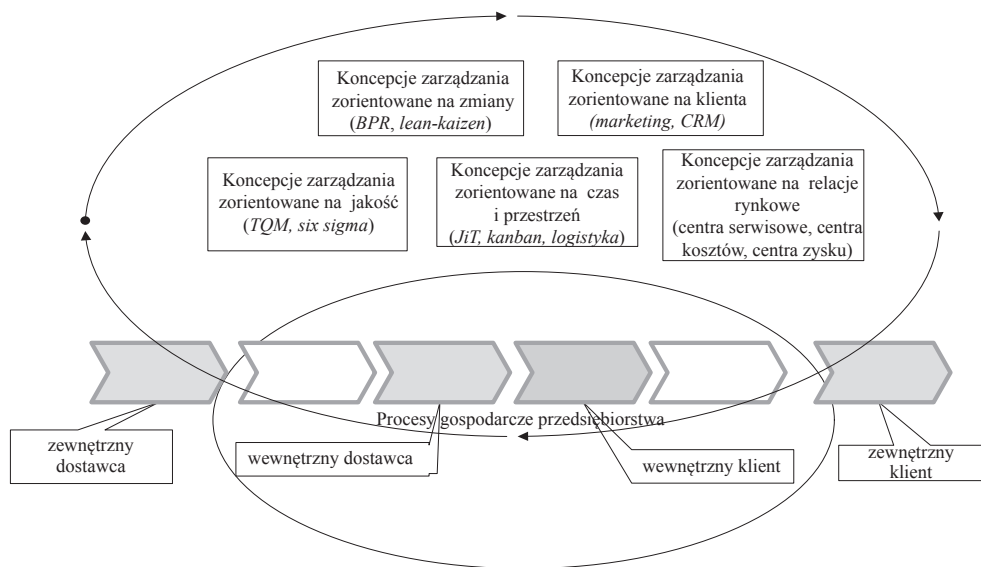 Koncepcje zarządzania
zorientowane na zmiany
(BPR, lean-kaizen)
Koncepcje zarządzania
zorientowane na klienta
(marketing, CRM)
Koncepcje zarządzania
zorientowane na jakość
(TQM, six sigma)
Koncepcje zarządzania
zorientowane na czas
i przestrzeń
(JiT, kanban, logistyka)
Koncepcje zarządzania
zorientowane na relacje
rynkowe
(centra serwisowe, centra
kosztów, centra zysku)
Procesy gospodarcze przedsiębiorstwa
zewnętrzny
dostawca
wewnętrzny dostawca
wewnętrzny klient
zewnętrzny
klient